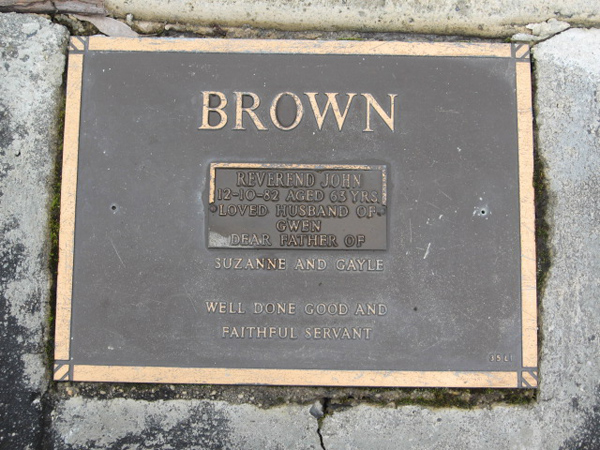 BROWN
REVEREND JOHN
12-10-82 AGED 63 YRS.
LOVED HUSBAND OF
GWEN
DEAR FATHER OF
SUZANNE AND GAYLE
WELL DONE GOOD AND
FAITHFUL SERVANT